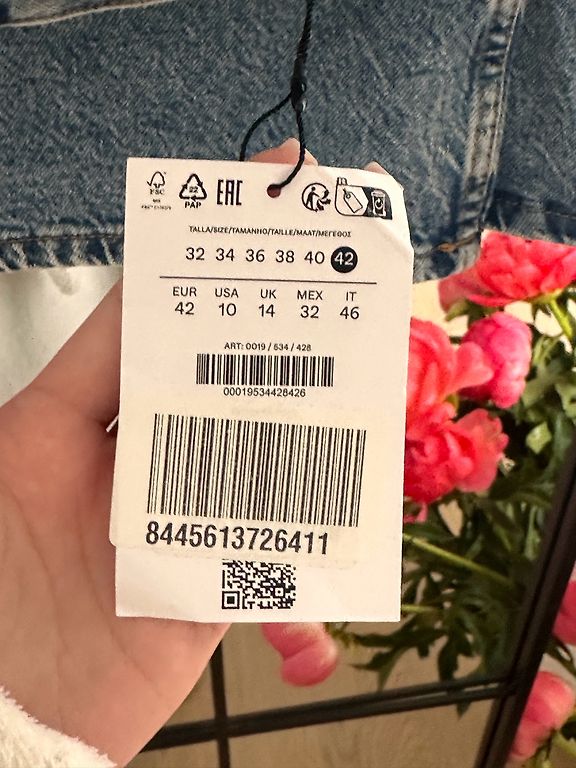 FSC
22
PAP
EAC
TALLA/SIZE/TAMANHO/TAILLE/MAAT/ΜΕΓΕΘΟΣ
32 34 36 38 40 42
EUR USA UK MEX IT
42 10 14 32 46
ART: 0019 / 534 / 428
00019534428426
8445613726411